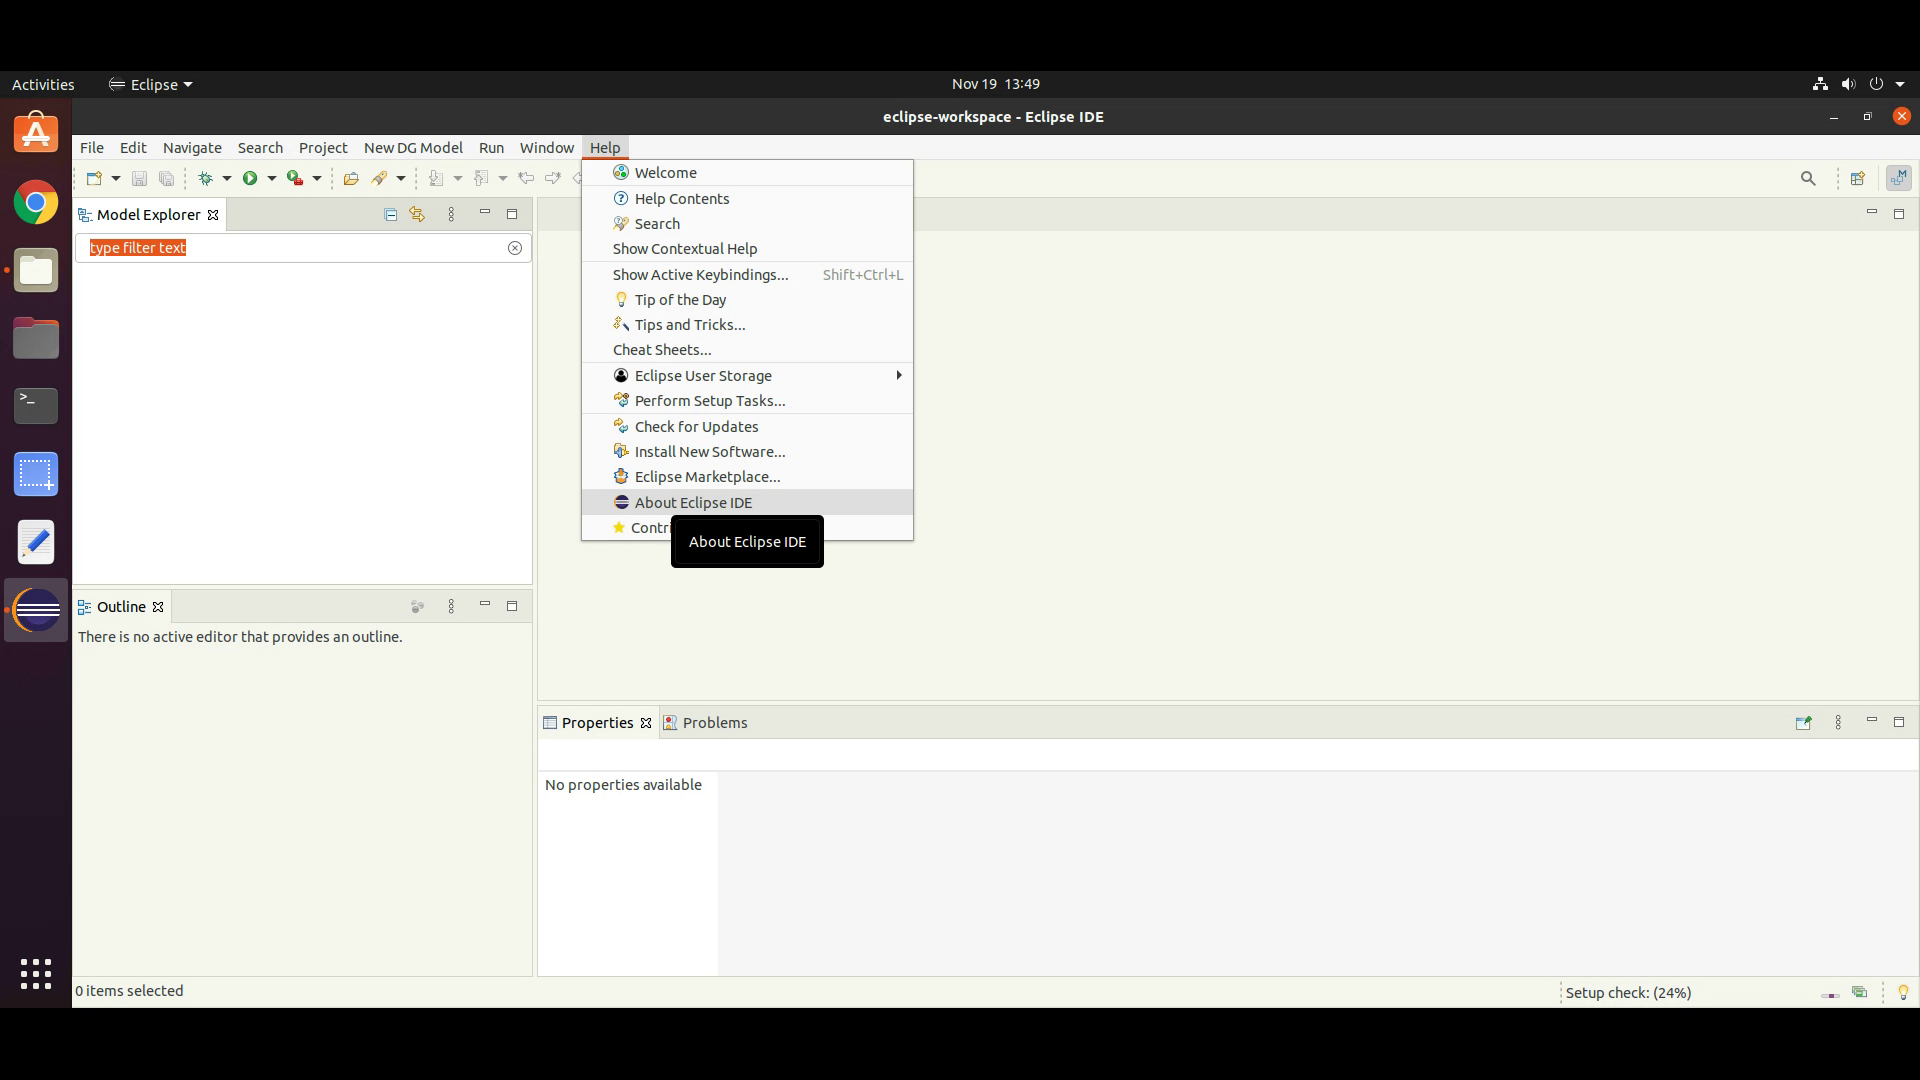 Activities
Eclipse
Nov 19 13:49
eclipse-workspace - Eclipse IDE
File Edit Navigate Search Project New DG Model Run Window Help
Model Explorer
type filter text
Welcome
Help Contents
Search
Show Contextual Help
Show Active Keybindings... Shift+Ctrl+L
Tip of the Day
Tips and Tricks...
Cheat Sheets...
Eclipse User Storage
Perform Setup Tasks...
Check for Updates
Install New Software...
Eclipse Marketplace...
About Eclipse IDE
Contri
About Eclipse IDE
Outline
There is no active editor that provides an outline.
Properties Problems
No properties available
0 items selected
Setup check: (24%)